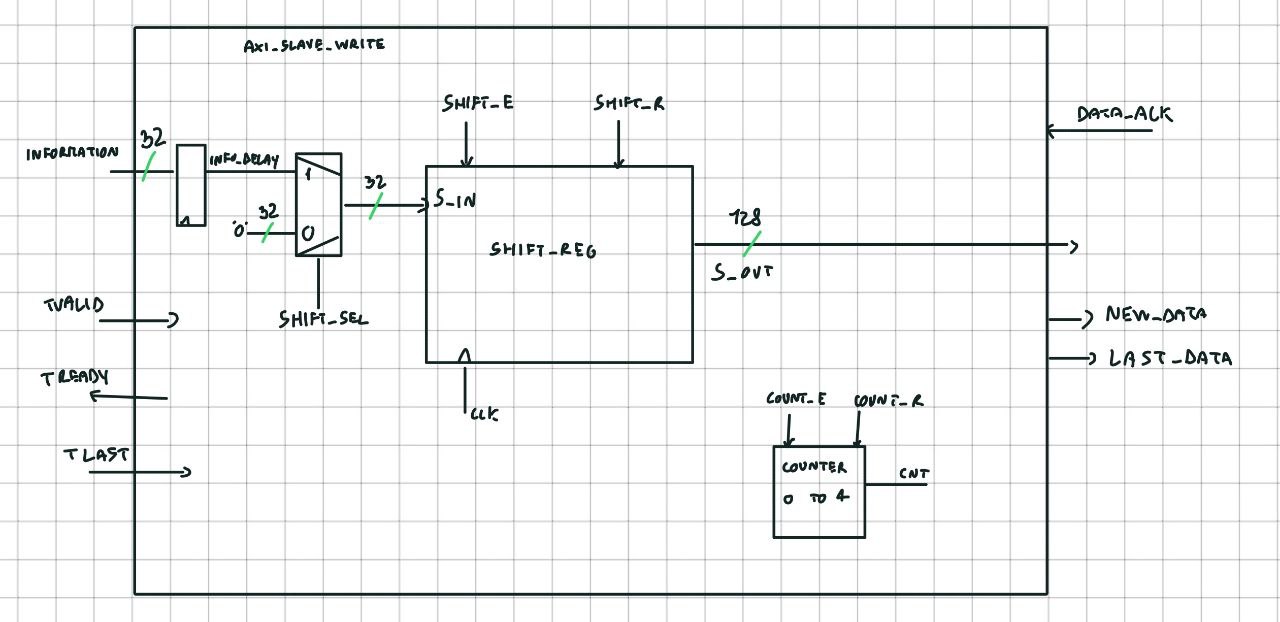 AXI_SLAVE_WRITE
SHIFT_E
SHIFT_R
DATA_ACK
32
INFORMATION
INFO_DELAY
1
32
S_IN
'0'
32
0
SHIFT_REG
128
S_OUT
TVALID
SHIFT_SEL
NEW_DATA
LAST_DATA
TREADY
CLK
COUNT_E
COUNT_R
TLAST
COUNTER
0 TO 4
CNT